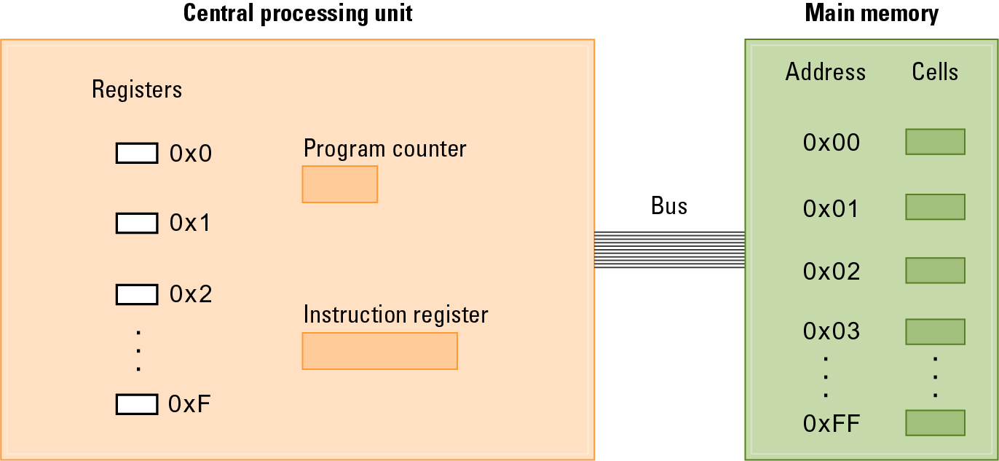 Central processing unit
Main memory
Registers
0x0
0x1
0x2
0xF
Program counter
Instruction register
Bus
Address Cells
0x00
0x01
0x02
0x03
0xFF